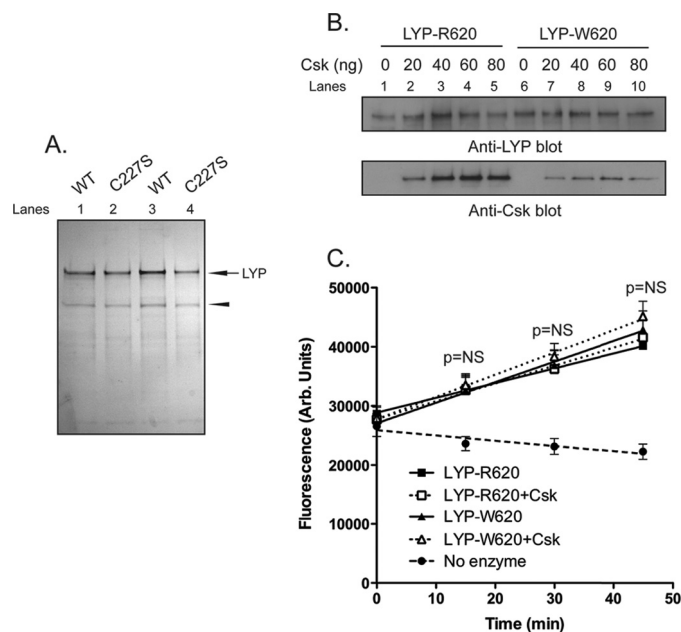 A.
WT C227S WT C227S
Lanes 1 2 3 4
LYP
B.
LYP-R620 LYP-W620
Csk (ng) 0 20 40 60 80 0 20 40 60 80
Lanes 1 2 3 4 5 6 7 8 9 10
Anti-LYP blot
Anti-Csk blot
C.
Fluorescence (Arb. Units)
50000
40000
30000
20000
10000
0
p=NS
p=NS
p=NS
LYP-R620
LYP-R620+Csk
LYP-W620
LYP-W620+Csk
No enzyme
0 10 20 30 40 50
Time (min)